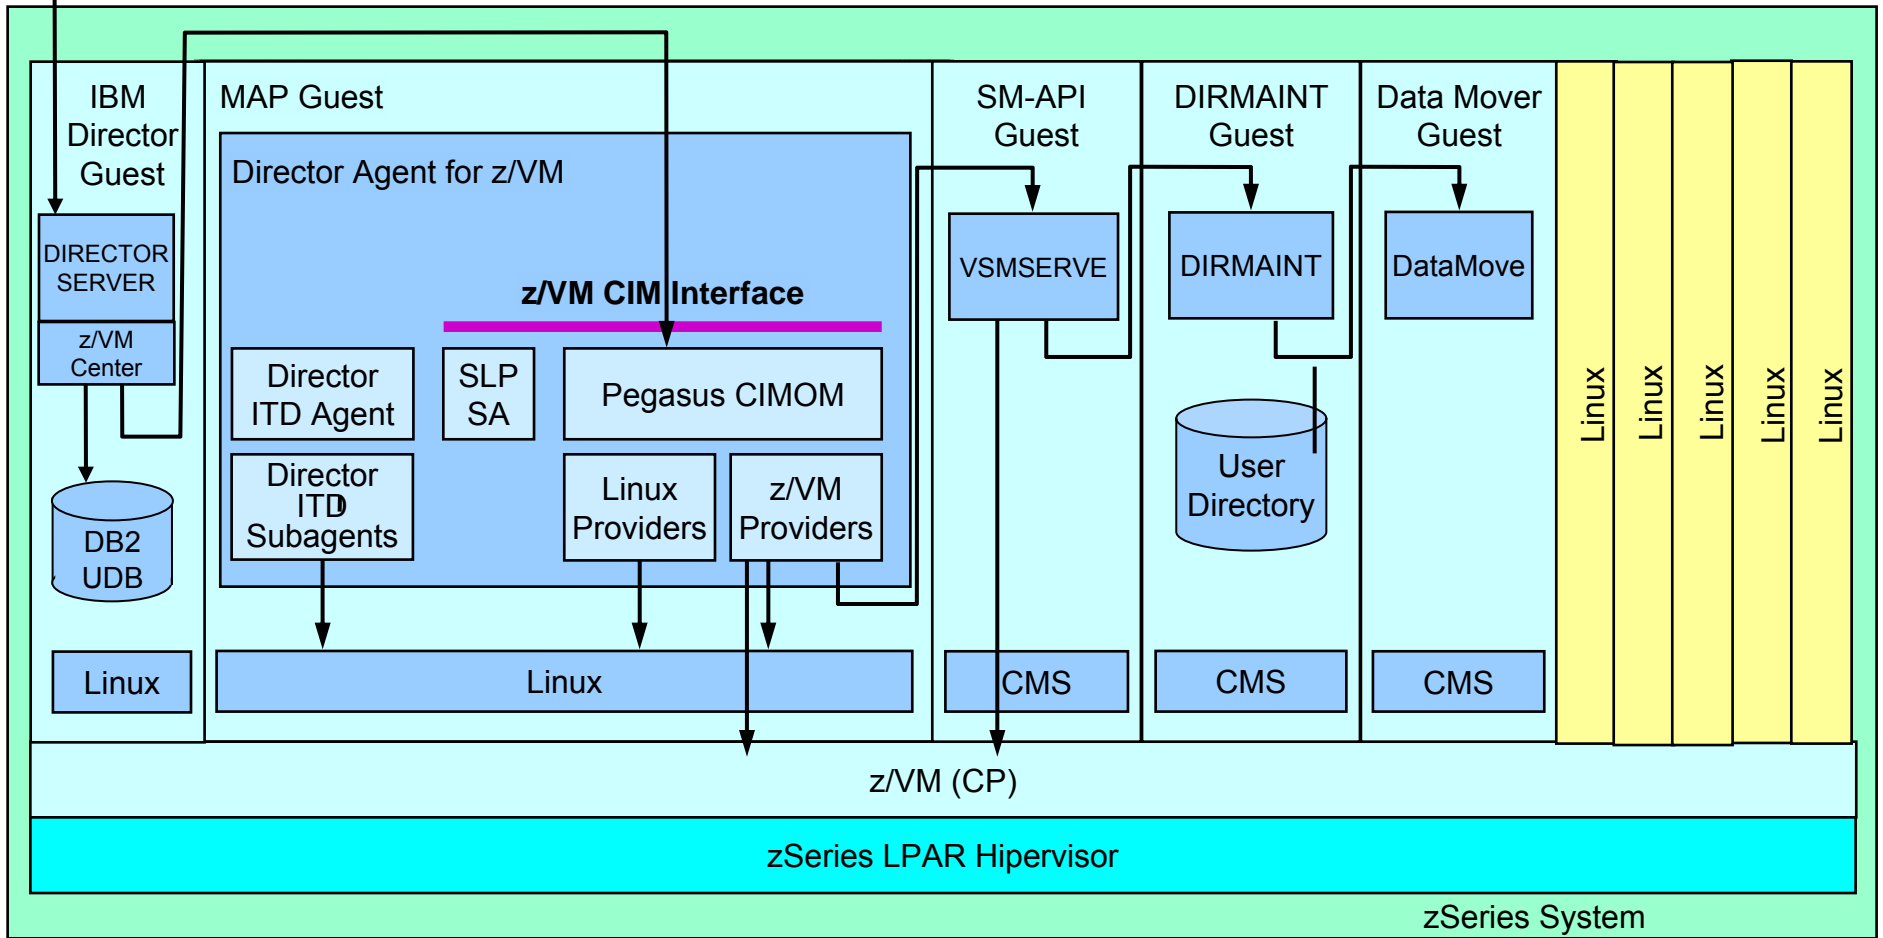 IBM
Director
Guest
DIRECTOR
SERVER
z/VM
Center
DB2
UDB
Linux
MAP Guest
Director Agent for z/VM
z/VM CIM Interface
Director
ITD Agent
SLP
SA
Pegasus CIMOM
Director
ITD
Subagents
Linux
Providers
z/VM
Providers
Linux
SM-API
Guest
VSMSERVE
CMS
DIRMAINT
Guest
DIRMAINT
User
Directory
CMS
Data Mover
Guest
DataMove
CMS
Linux
Linux
Linux
Linux
Linux
z/VM (CP)
zSeries LPAR Hipervisor
zSeries System